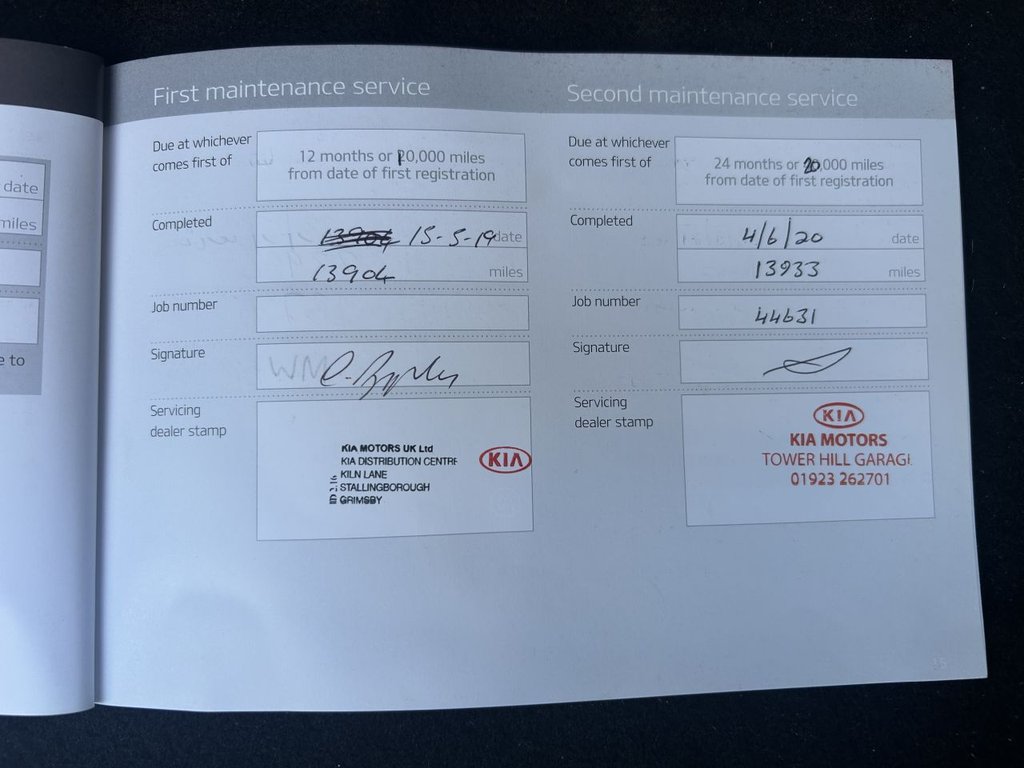 date
miles
e to
First maintenance service
Due at whichever
comes first of
12 months or 10,000 miles
from date of first registration
Completed
13904 15-5-19 date
13904 miles
Job number
Signature
Servicing
dealer stamp
KIA MOTORS UK Ltd
KIA DISTRIBUTION CENTRE
KILN LANE
STALLINGBOROUGH
GRIMSBY
KIA
Second maintenance service
Due at whichever
comes first of
24 months or 20,000 miles
from date of first registration
Completed
4/6/20 date
13933 miles
Job number
44631
Signature
Servicing
dealer stamp
KIA
KIA MOTORS
TOWER HILL GARAGE
01923 262701